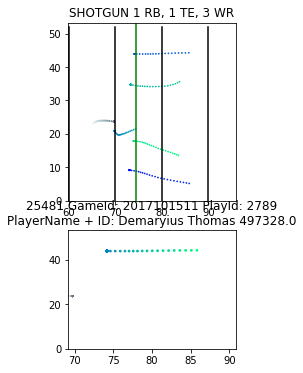 SHOTGUN 1 RB, 1 TE, 3 WR
50
40
30
20
10
0
60 70 80 90
25481 GameId: 2017101511 PlayId: 2789
PlayerName + ID: Demaryius Thomas 497328.0
40
20
0
70 75 80 85 90